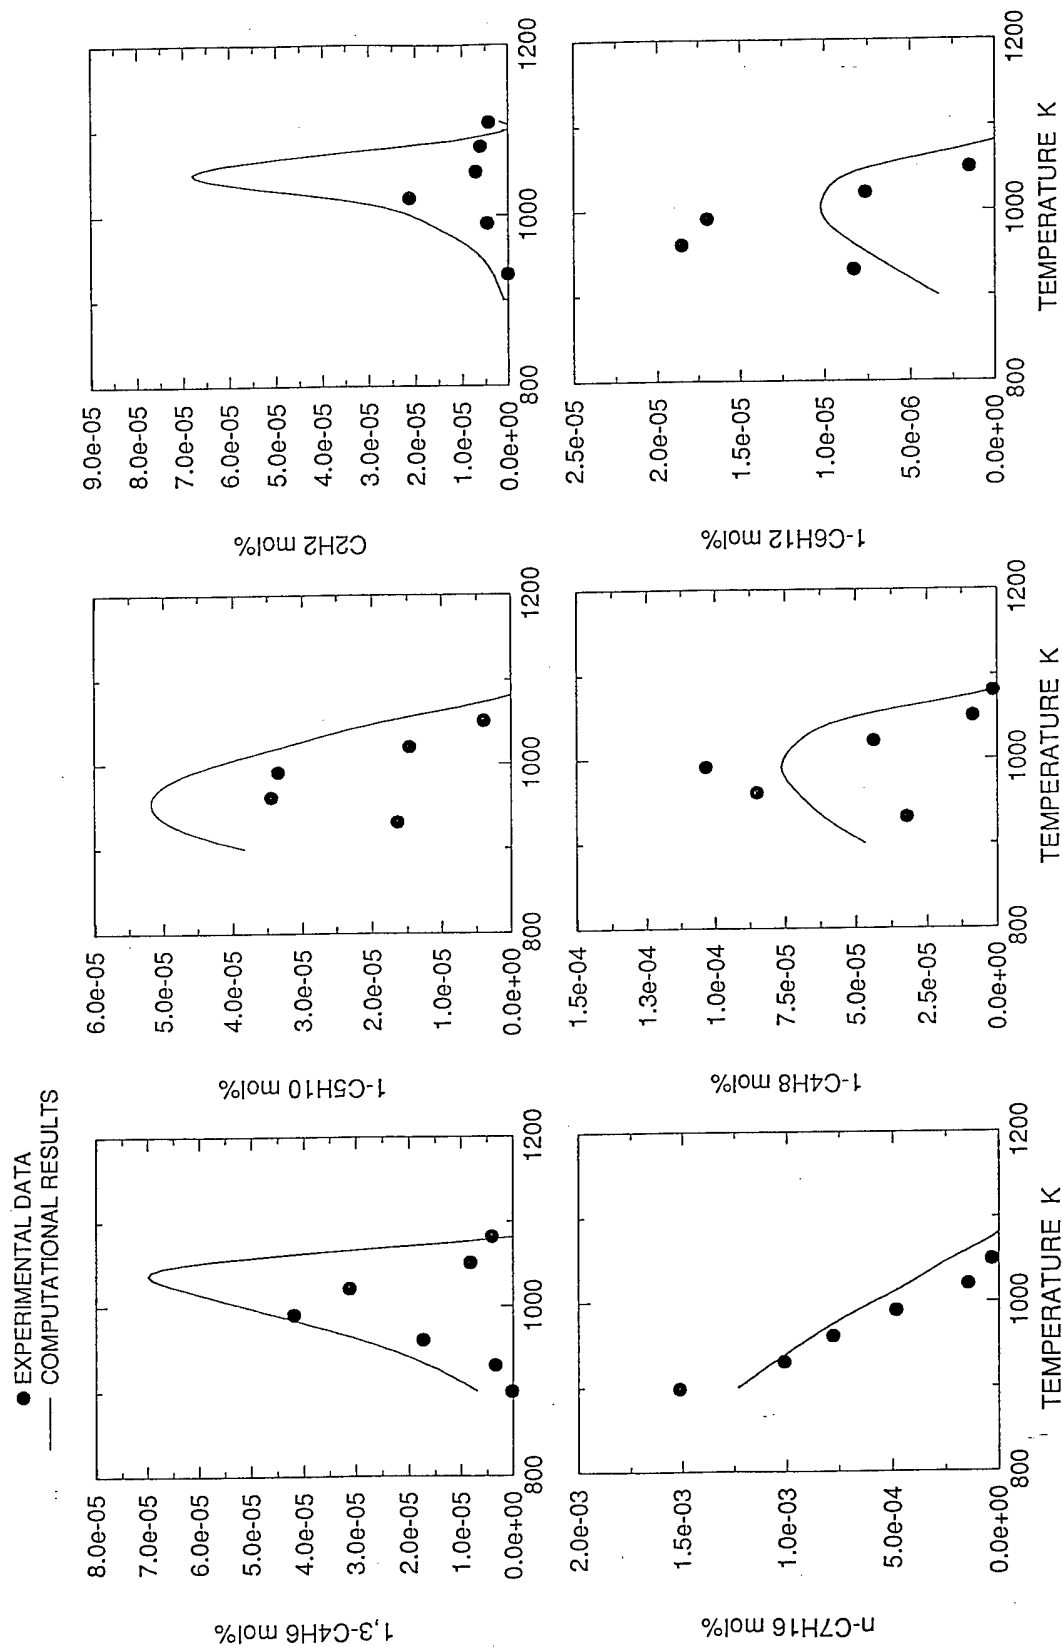 ● EXPERIMENTAL DATA
—— COMPUTATIONAL RESULTS
1,3-C4H6 mol%
8.0e-05
7.0e-05
6.0e-05
5.0e-05
4.0e-05
3.0e-05
2.0e-05
1.0e-05
0.0e+00
800
1000
1200
1-C5H10 mol%
6.0e-05
5.0e-05
4.0e-05
3.0e-05
2.0e-05
1.0e-05
0.0e+00
800
1000
1200
C2H2 mol%
9.0e-05
8.0e-05
7.0e-05
6.0e-05
5.0e-05
4.0e-05
3.0e-05
2.0e-05
1.0e-05
0.0e+00
800
1000
1200
n-C7H16 mol%
2.0e-03
1.5e-03
1.0e-03
5.0e-04
0.0e+00
800
1000
1200
TEMPERATURE K
1-C4H8 mol%
1.5e-04
1.3e-04
1.0e-04
7.5e-05
5.0e-05
2.5e-05
0.0e+00
800
1000
1200
TEMPERATURE K
1-C6H12 mol%
2.5e-05
2.0e-05
1.5e-05
1.0e-05
5.0e-06
0.0e+00
800
1000
1200
TEMPERATURE K